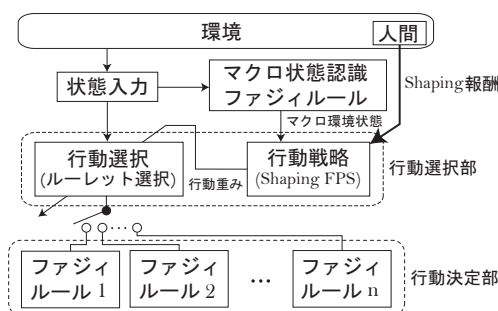 環境
人間
状態入力
マクロ状態認識
ファジィルール
Shaping報酬
マクロ環境状態
行動選択
(ルーレット選択)
行動重み
行動戦略
(Shaping FPS)
行動選択部
ファジィ
ルール 1
ファジィ
ルール 2
...
ファジィ
ルール n
行動決定部